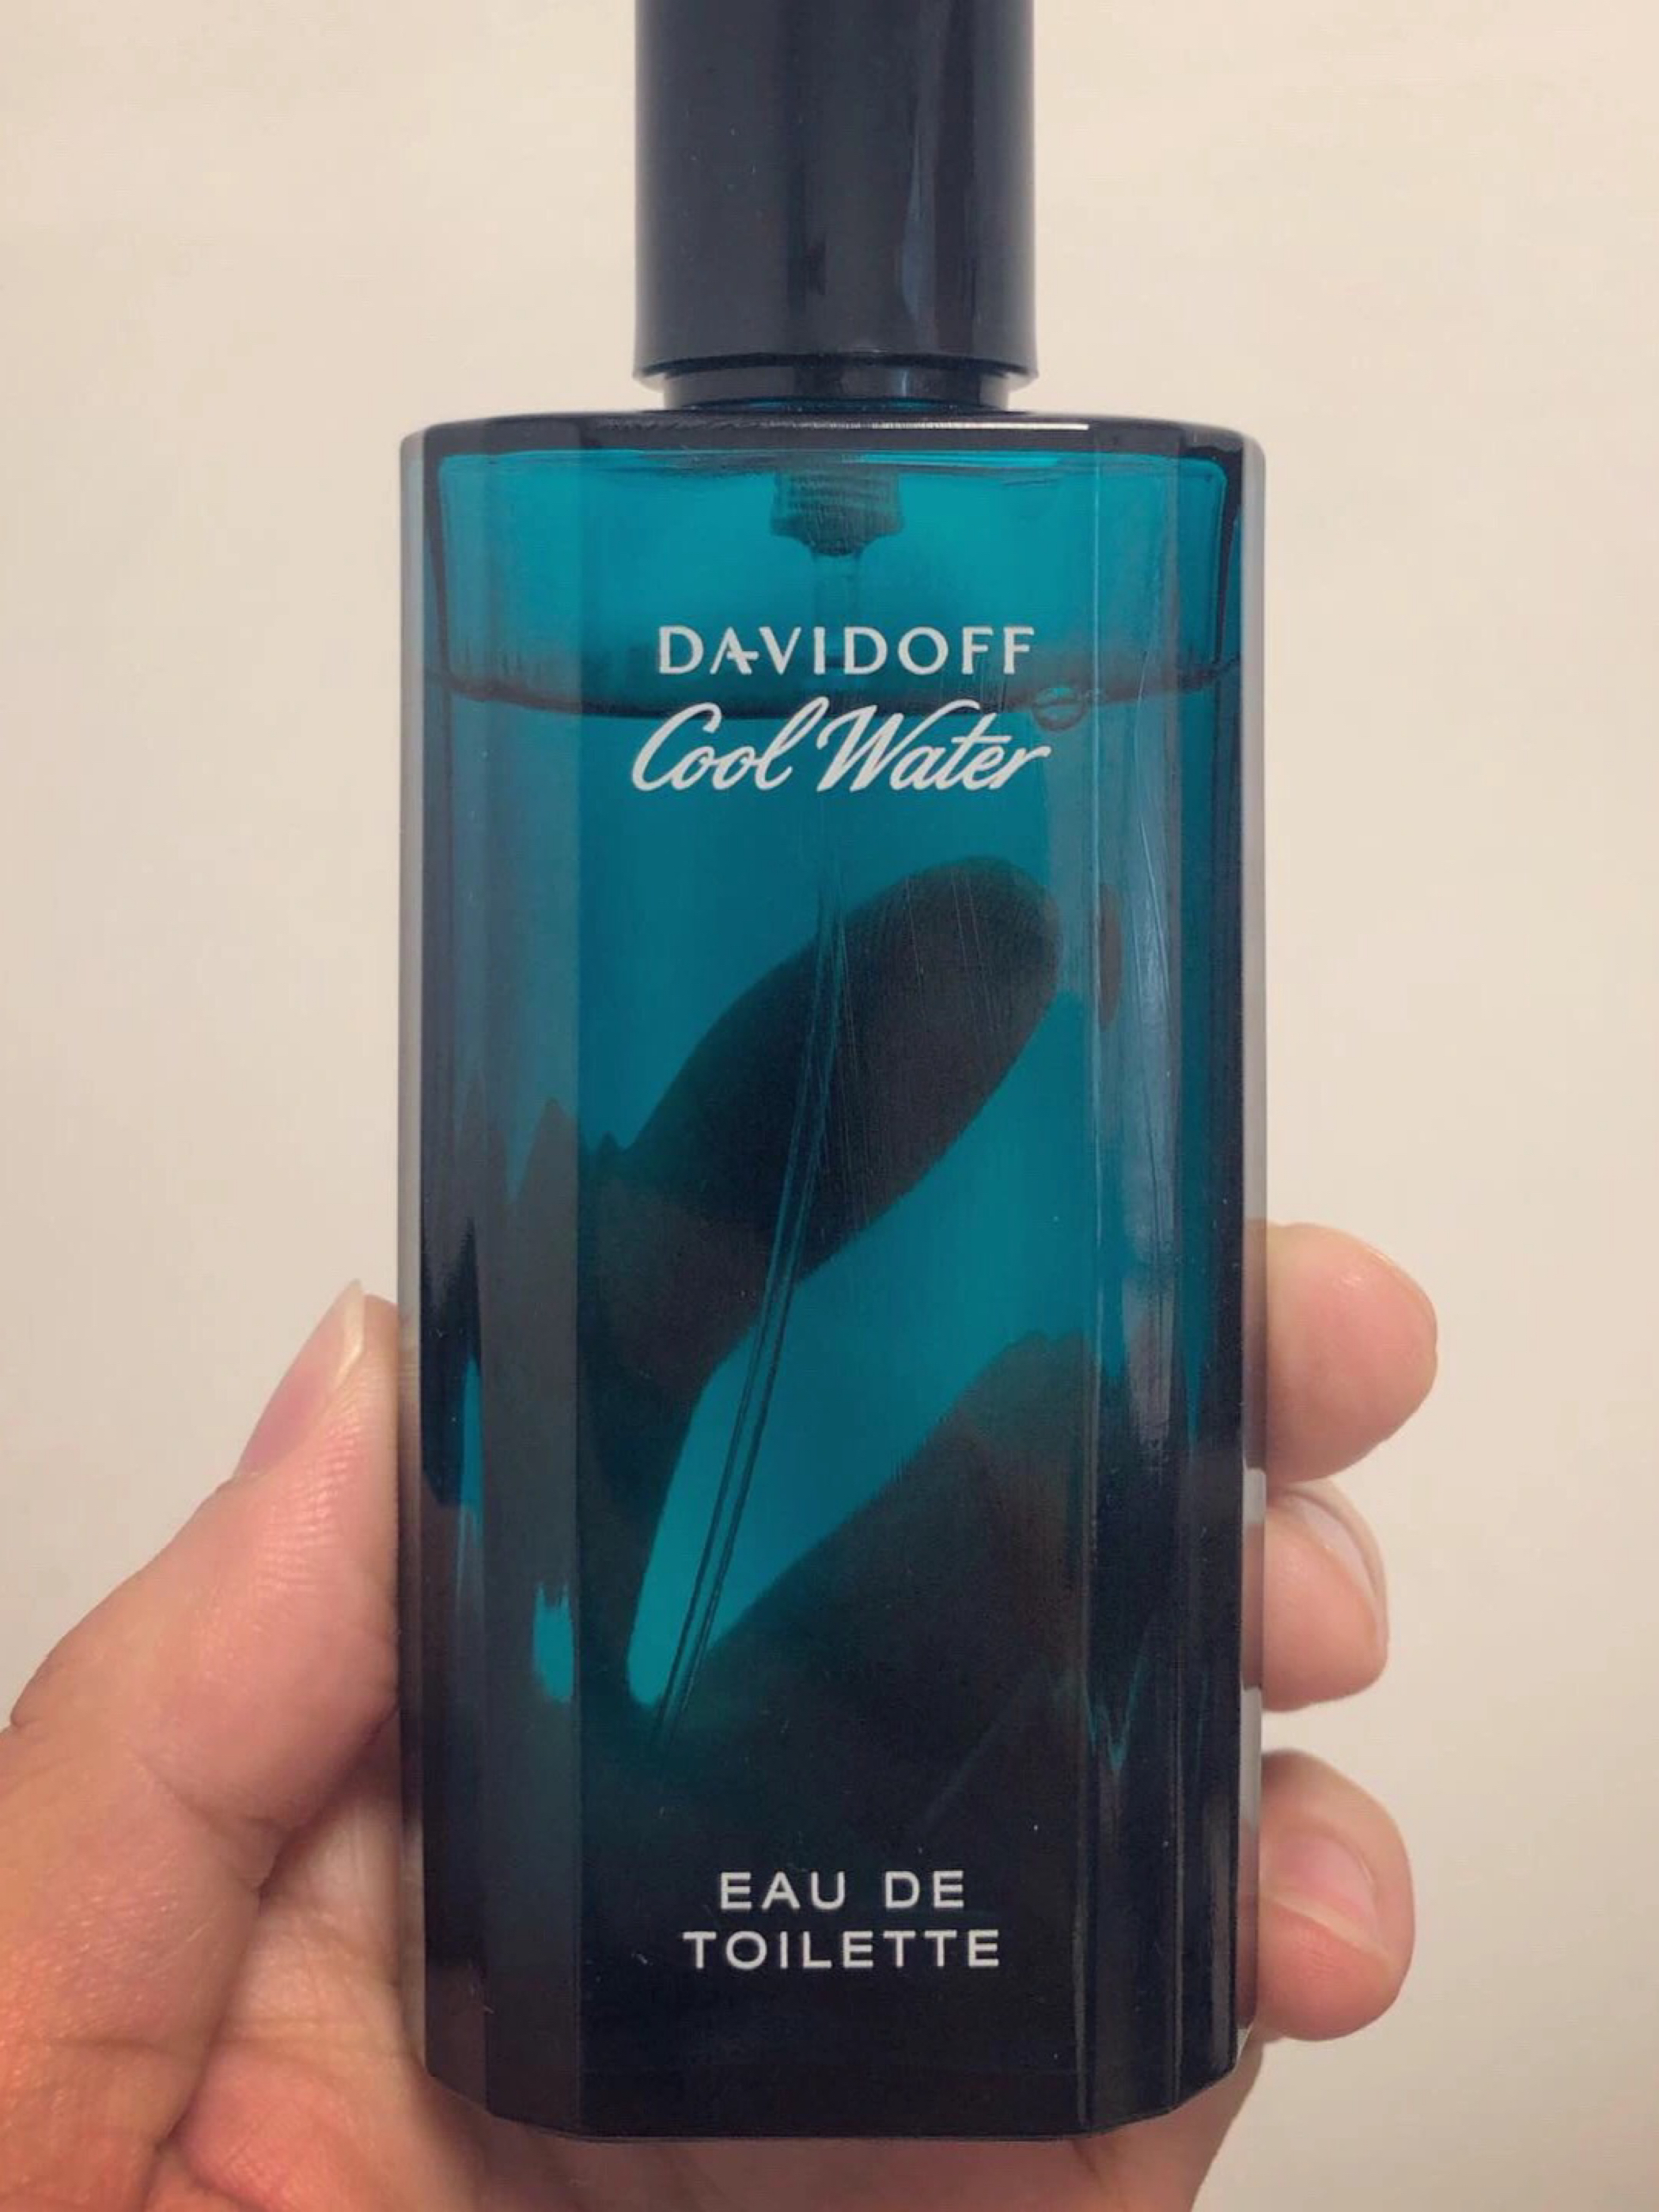 DAVIDOFF
Cool Water
EAU DE
TOILETTE